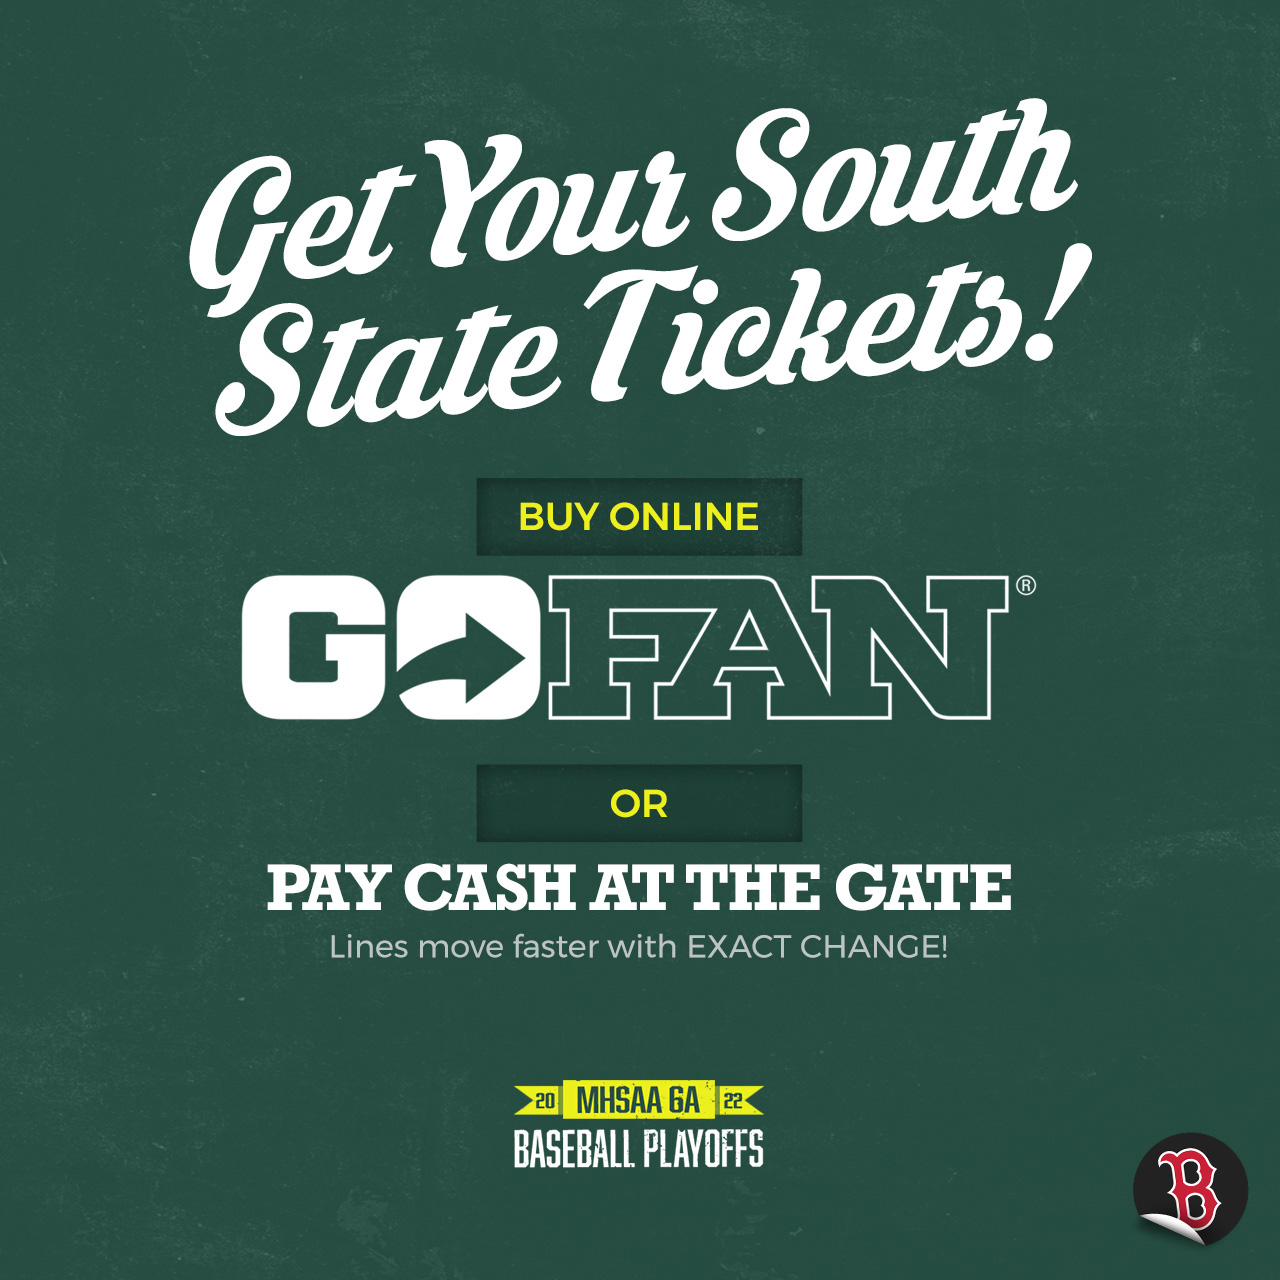 Get Your South
State Tickets!
BUY ONLINE
GOFAN®
OR
PAY CASH AT THE GATE
Lines move faster with EXACT CHANGE!
20 MHSAA 6A 22
BASEBALL PLAYOFFS
B